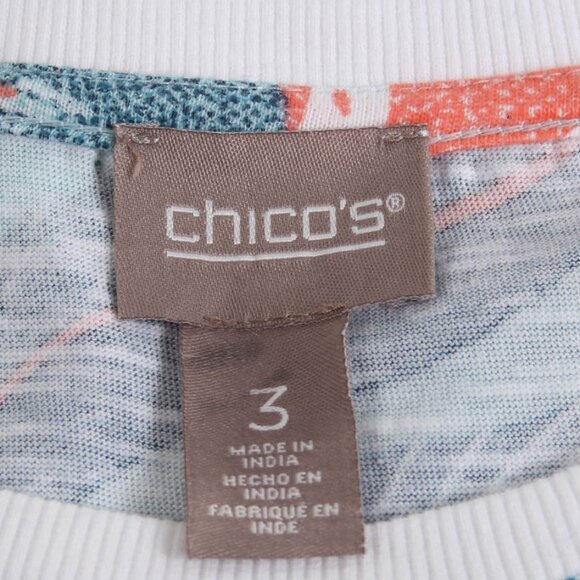 chico's®
3
MADE IN
INDIA
HECHO EN
INDIA
FABRIQUÉ EN
INDE